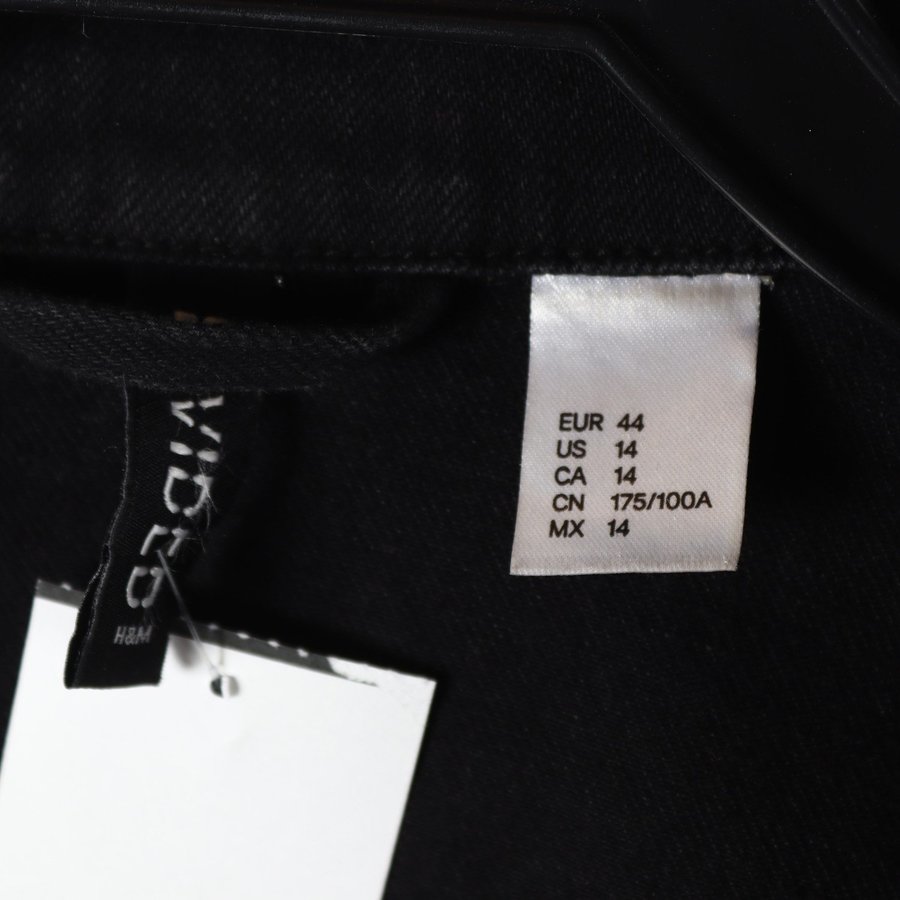 EUR 44
US 14
CA 14
CN 175/100A
MX 14
H&M